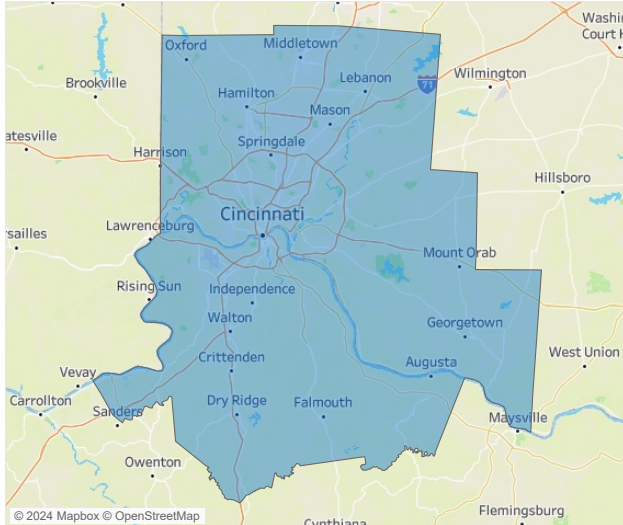 Washin
Court H
Oxford
Middletown
Brookville
Lebanon
Wilmington
71
Hamilton
Mason
atesville
Springdale
Harrison
Hillsboro
Cincinnati
Lawrenceburg
rsailles
Mount Orab
Rising Sun
Independence
Walton
Georgetown
West Union
Crittenden
Augusta
Vevay
Carrollton
Dry Ridge
Falmouth
Sanders
Maysville
Owenton
Flemingsburg
© 2024 Mapbox © OpenStreetMap
Cynthiana